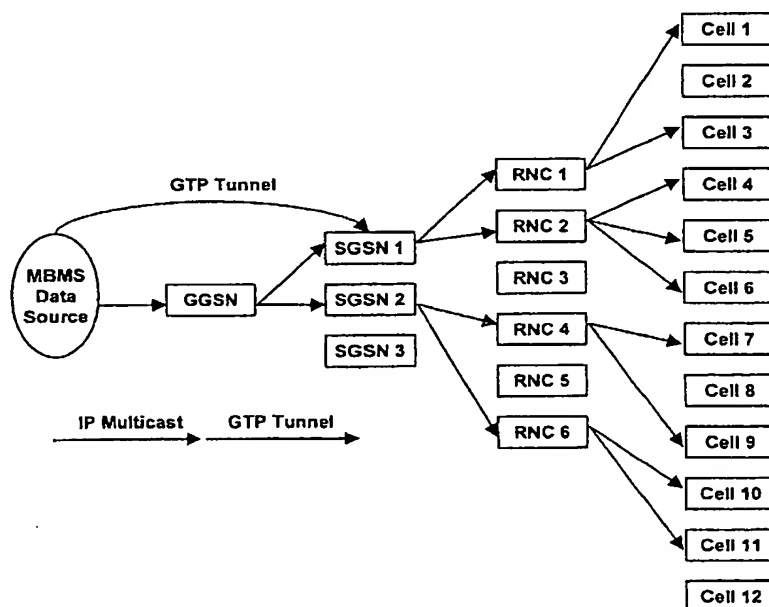 Cell 1
Cell 2
Cell 3
GTP Tunnel
RNC 1
Cell 4
RNC 2
Cell 5
SGSN 1
MBMS
Data
Source
GGSN
SGSN 2
RNC 3
Cell 6
RNC 4
Cell 7
SGSN 3
RNC 5
Cell 8
IP Multicast
GTP Tunnel
RNC 6
Cell 9
Cell 10
Cell 11
Cell 12